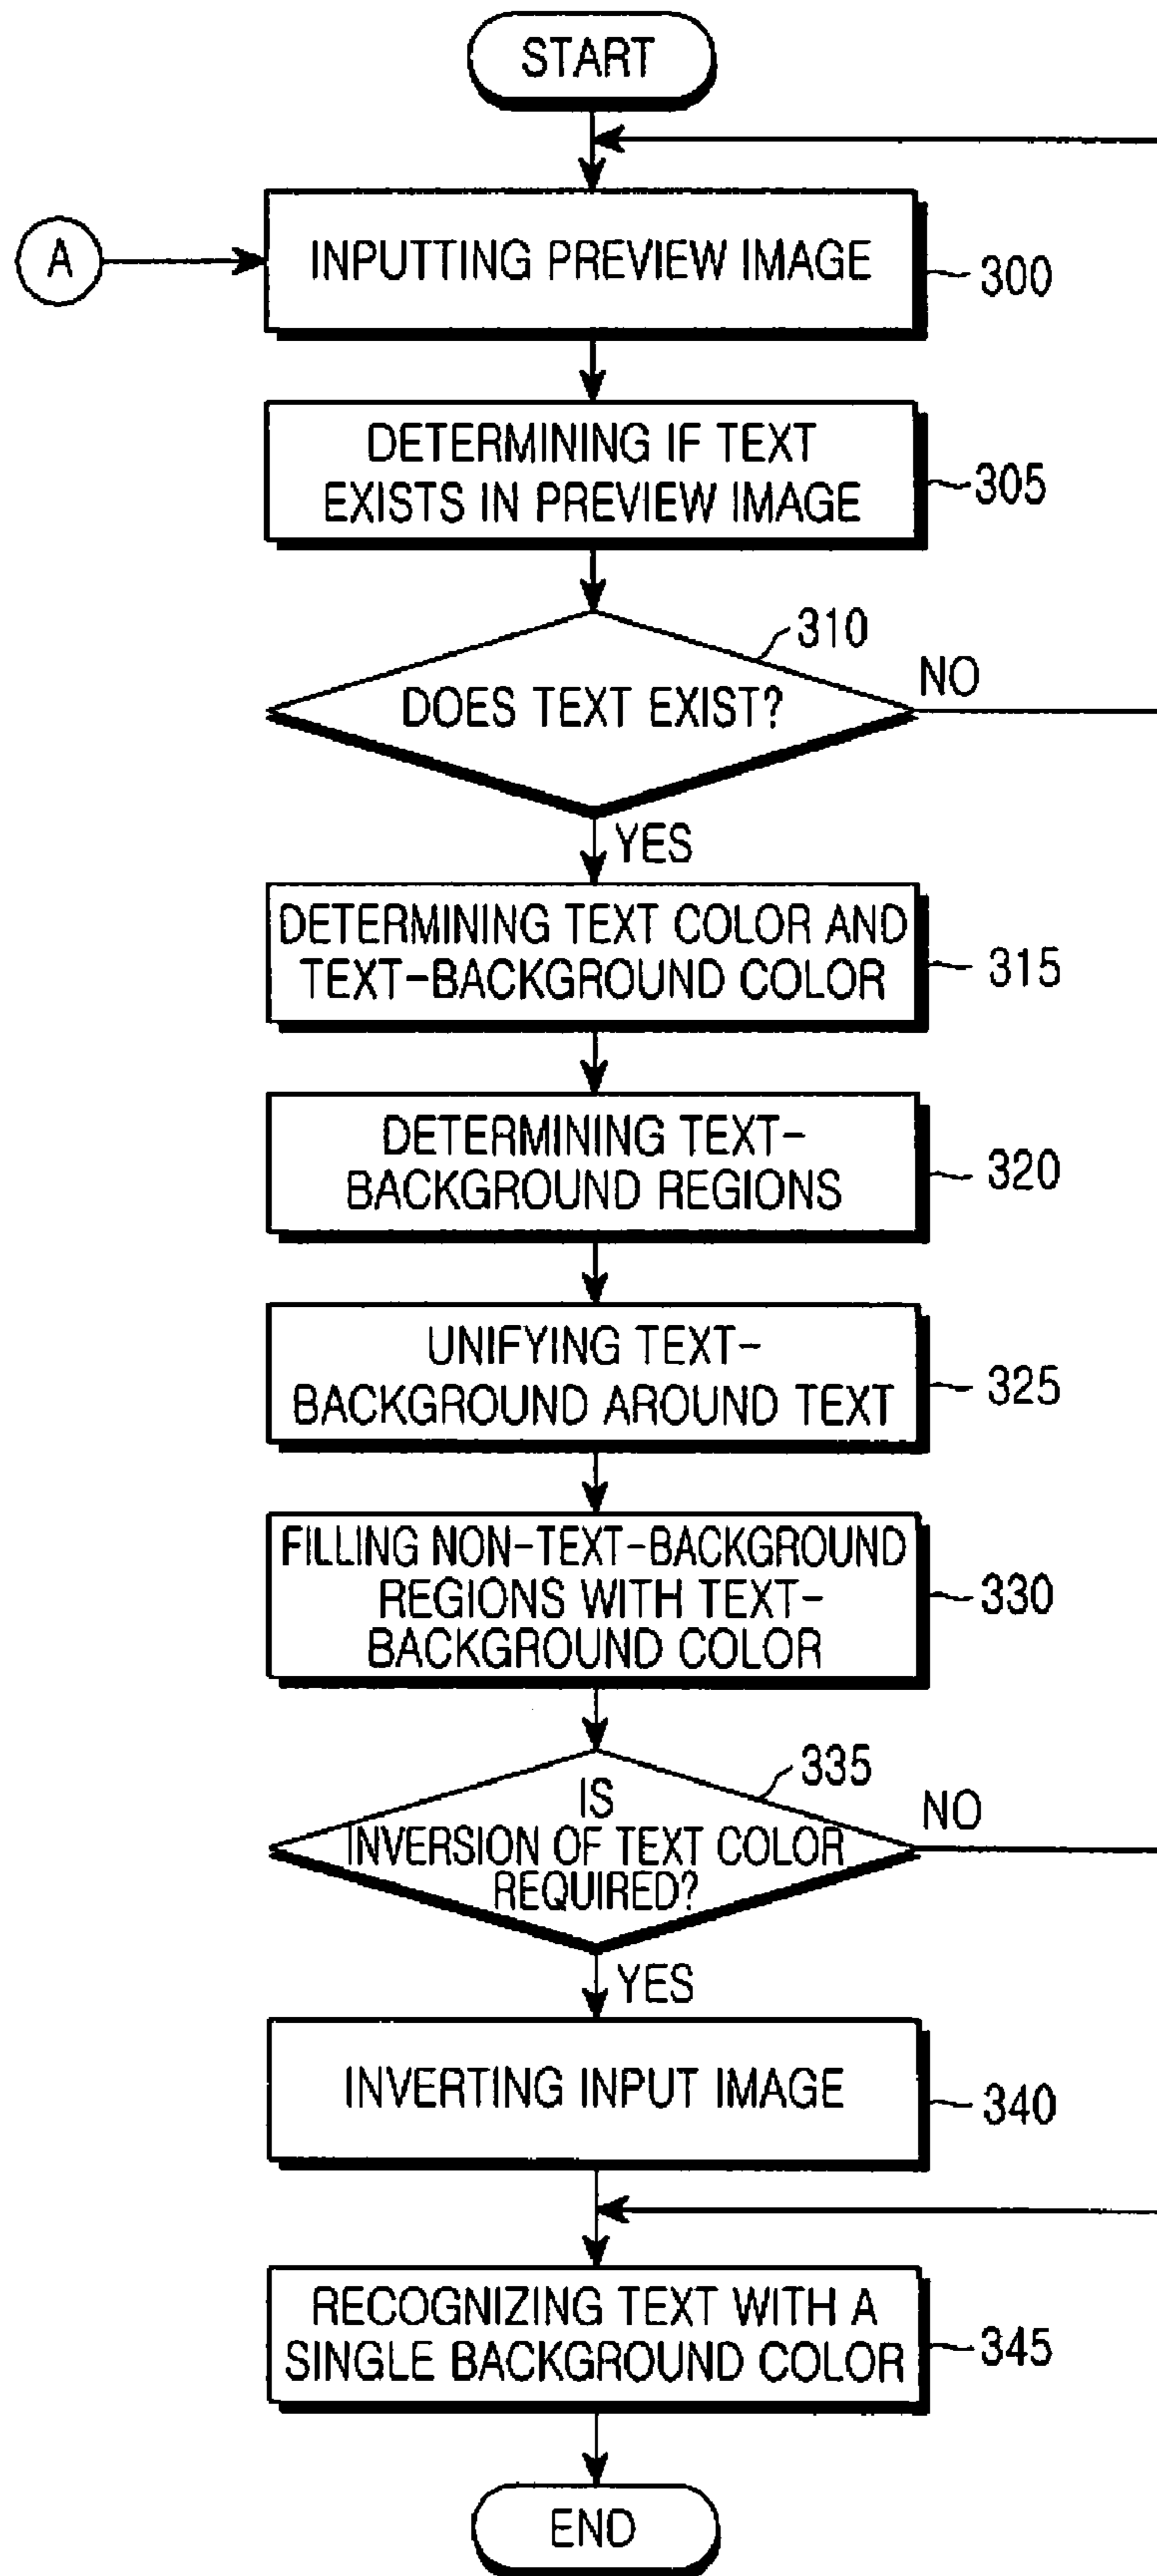 START
A
INPUTTING PREVIEW IMAGE
300
DETERMINING IF TEXT
EXISTS IN PREVIEW IMAGE
305
310
DOES TEXT EXIST?
NO
YES
DETERMINING TEXT COLOR AND
TEXT-BACKGROUND COLOR
315
DETERMINING TEXT-
BACKGROUND REGIONS
320
UNIFYING TEXT-
BACKGROUND AROUND TEXT
325
FILLING NON-TEXT-BACKGROUND
REGIONS WITH TEXT-
BACKGROUND COLOR
330
335
IS
INVERSION OF TEXT COLOR
REQUIRED?
NO
YES
INVERTING INPUT IMAGE
340
RECOGNIZING TEXT WITH A
SINGLE BACKGROUND COLOR
345
END